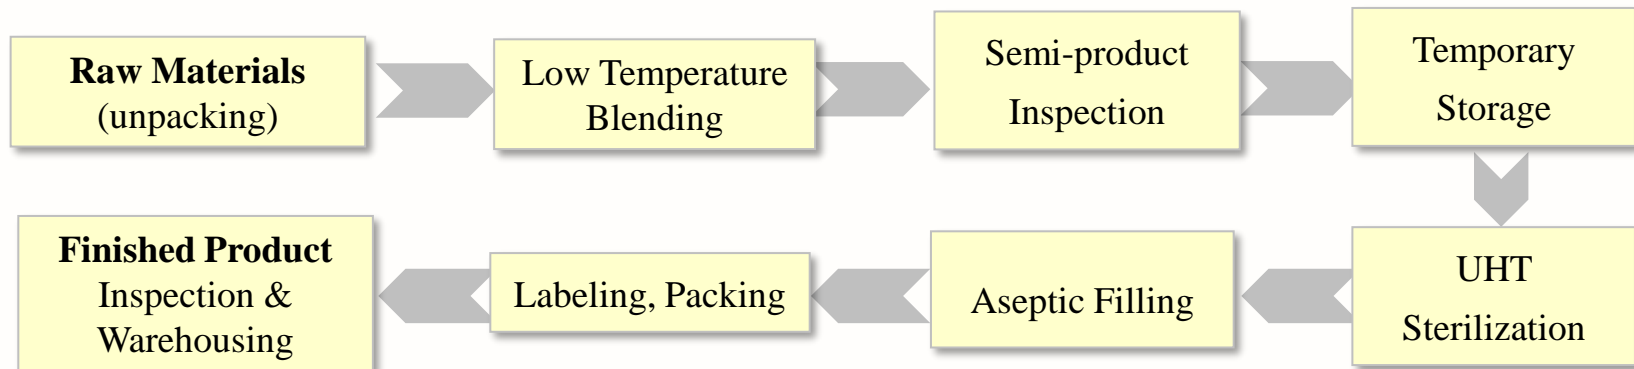 Raw Materials
(unpacking)
Low Temperature
Blending
Semi-product
Inspection
Temporary
Storage
UHT
Sterilization
Aseptic Filling
Labeling, Packing
Finished Product
Inspection &
Warehousing